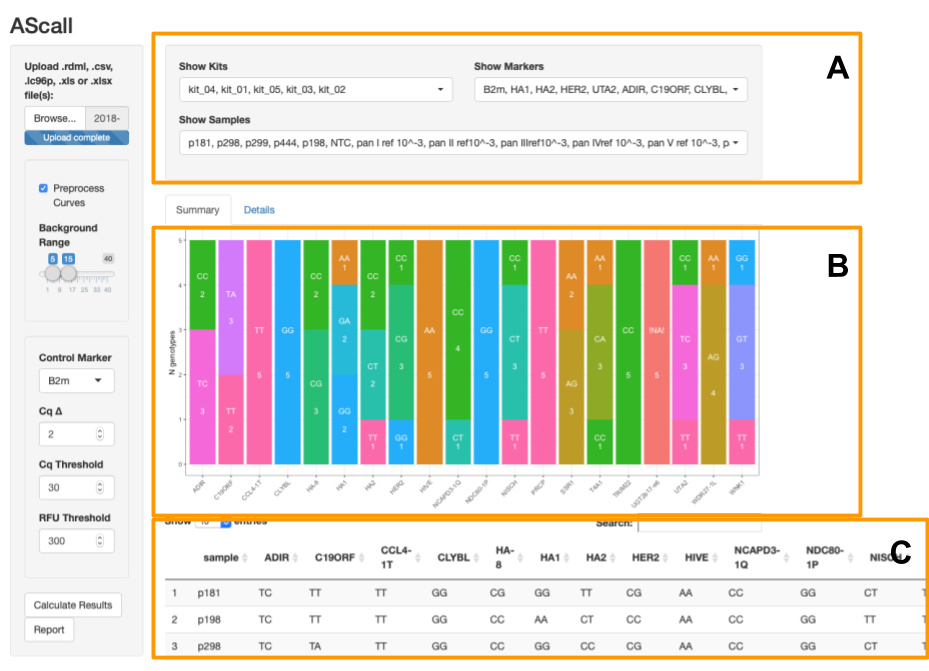 AScall
Upload .rdml, .csv,
.lc96p, .xls or .xlsx
file(s):
Browse... 2018-
Upload complete
Preprocess
Curves
Background
Range
5 15 40
1 9 17 25 33 40
Control Marker
B2m
Cq Δ
2
Cq Threshold
30
RFU Threshold
300
Calculate Results
Report
A
Show Kits Show Markers
kit_04, kit_01, kit_05, kit_03, kit_02 B2m, HA1, HA2, HER2, UTA2, ADIR, C19ORF, CLYBL,
Show Samples
p181, p298, p299, p444, p198, NTC, pan I ref 10^-3, pan II ref10^-3, pan IIIref10^-3, pan IVref 10^-3, pan V ref 10^-3, p
Summary Details
B
N genotypes
5
4
3
2
1
0
CC 2 TC 3
TA 3 TT 2
TT 5
GG 5
CC 2 CG 3
AA 1 GA 2 GG 2
CC 2 CT 2 TT 1
CC 1 CG 3 GG 1
AA 5
CC 4 CT 1
GG 5
CC 1 CT 3 TT 1
TT 5
AA 2 AG 3
AA 1 CA 3 CC 1
CC 5
!NA! 5
CC 1 TC 3 TT 1
AA 1 AG 4
GG 1 GT 3 TT 1
ADIR C19ORF CCL4-1T CLYBL HA-8 HA1 HA2 HER2 HIVE NCAPD3-1Q NDC80-1P NISCH PRCP SSR1 T4A1 TRIM22 UGT2B17-e6 UTA2 WDR27-1L WNK1
C
Show 10 entries Search:
sample ADIR C19ORF CCL4-1T CLYBL HA-8 HA1 HA2 HER2 HIVE NCAPD3-1Q NDC80-1P NISCH
1 p181 TC TT TT GG CG GG TT CG AA CC GG CT T
2 p198 TC TT TT GG CC AA CT CC AA CC GG TT T
3 p298 TC TA TT GG CC GG CC CG AA CC GG CT T